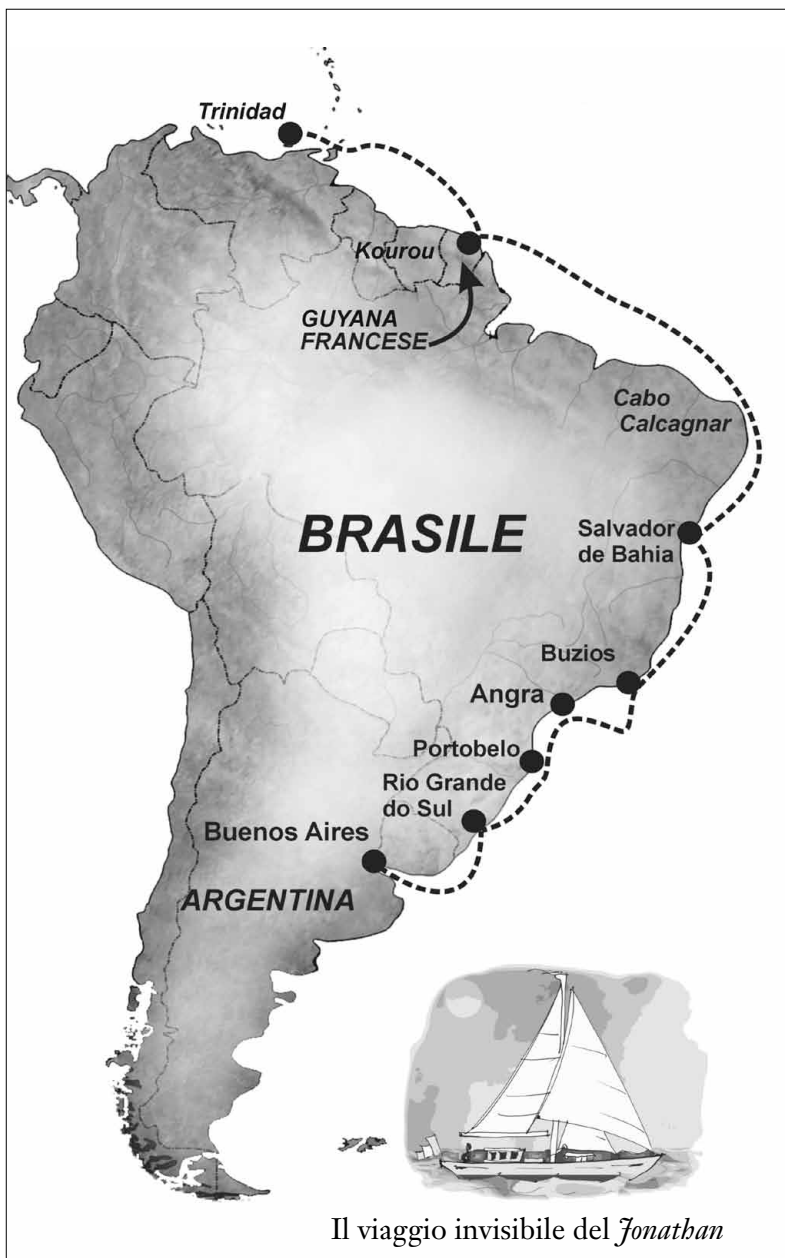 Trinidad
Kourou
GUYANA
FRANCESE
Cabo
Calcagnar
BRASILE
Salvador
de Bahia
Buzios
Angra
Portobelo
Rio Grande
do Sul
Buenos Aires
ARGENTINA
Il viaggio invisibile del Jonathan